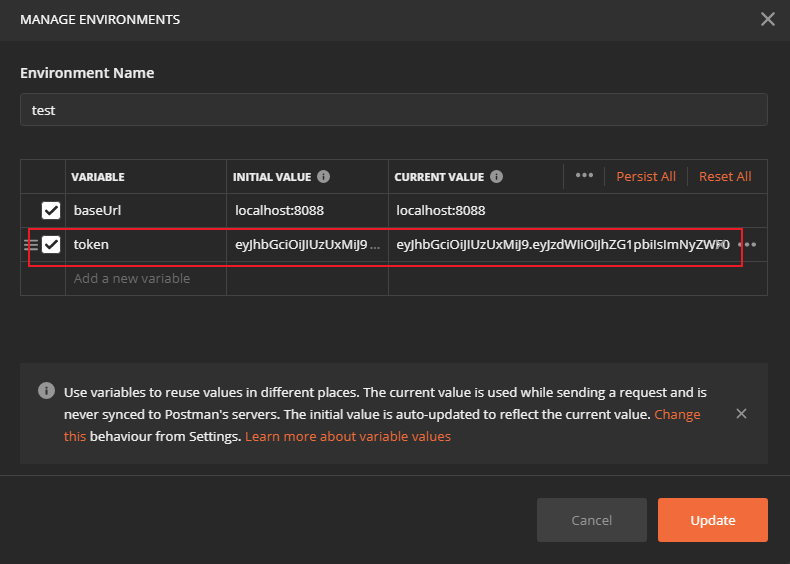 MANAGE ENVIRONMENTS
Environment Name
test
VARIABLE INITIAL VALUE CURRENT VALUE ••• Persist All Reset All
baseUrl localhost:8088 localhost:8088
token eyJhbGciOiJIUzUxMiJ9 ... eyJhbGciOiJIUzUxMiJ9.eyJzdWIiOiJhZG1pbiIsImNyZWF0 •••
Add a new variable
Use variables to reuse values in different places. The current value is used while sending a request and is
never synced to Postman's servers. The initial value is auto-updated to reflect the current value. Change
this behaviour from Settings. Learn more about variable values
Cancel Update